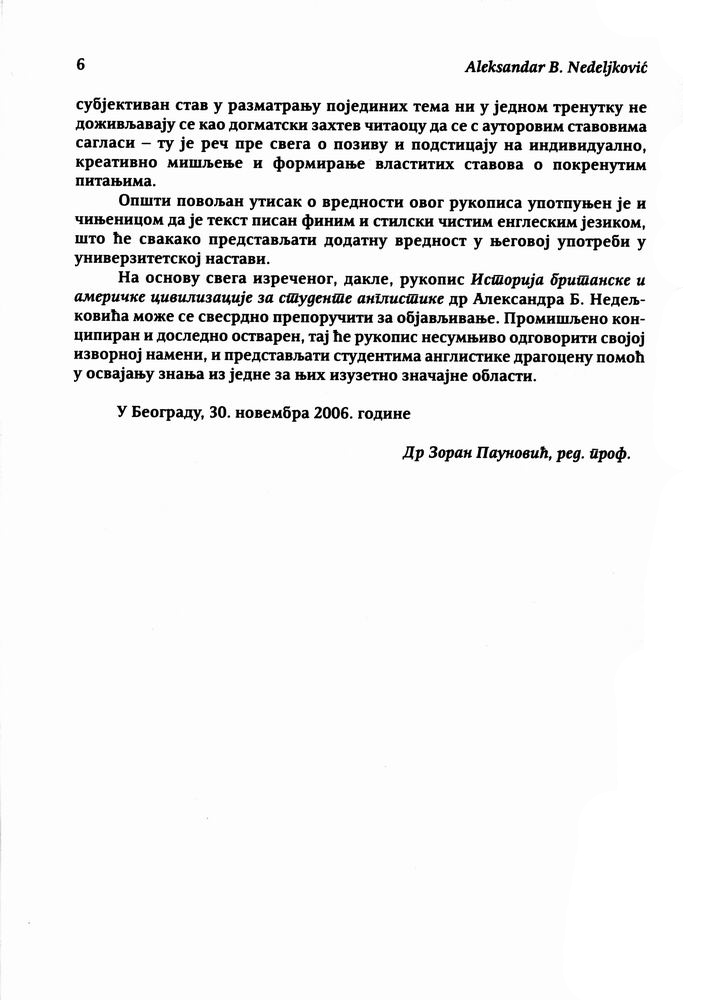 6
Aleksandar B. Nedeljković
субјективан став у разматрању појединих тема ни у једном тренутку не
доживљавају се као догматски захтев читаоцу да се с ауторовим ставовима
сагласи – ту је реч пре свега о позиву и подстицају на индивидуално,
креативно мишљење и формирање властитих ставова о покренутим
питањима.
Општи повољан утисак о вредности овог рукописа употпуњен је и
чињеницом да је текст писан финим и стилски чистим енглеским језиком,
што ће свакако представљати додатну вредност у његовој употреби у
универзитетској настави.
На основу свега изреченог, дакле, рукопис Историја британске и
америчке цивилизације за студенте англистике др Александра Б. Недељ-
ковића може се свесрдно препоручити за објављивање. Промишљено кон-
ципиран и доследно остварен, тај ће рукопис несумњиво одговорити својој
изворној намени, и представљати студентима англистике драгоцену помоћ
у освајању знања из једне за њих изузетно значајне области.
У Београду, 30. новембра 2006. године
Др Зоран Пауновић, ред. проф.